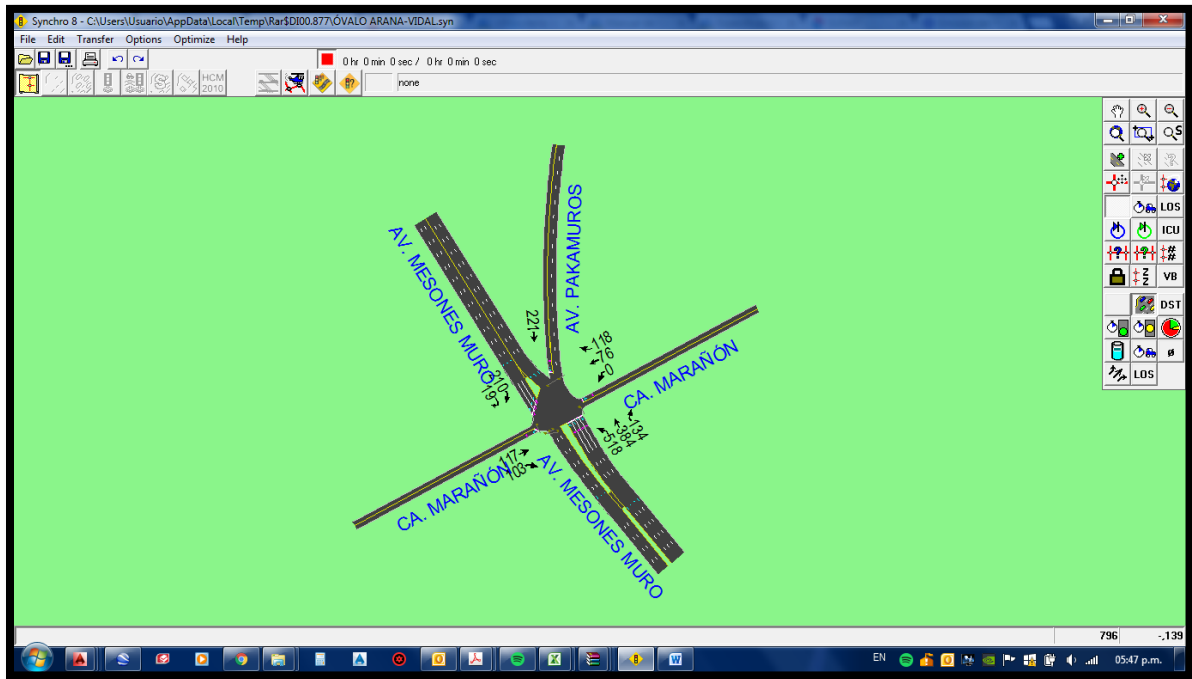 Synchro 8 - C:\Users\Usuario\AppData\Local\Temp\Rar$DI00.877\ÓVALO ARANA-VIDAL.syn
File Edit Transfer Options Optimize Help
0 hr 0 min 0 sec / 0 hr 0 min 0 sec
HCM
2010
none
AV. PAKAMUROS
AV. MESONES MURO
221
118
76
0
CA. MARAÑÓN
210
197
134
384
518
117
103
CA. MARAÑÓN
AV. MESONES MURO
S
LOS
ICU
#
#
Z
Z
VB
DST
ø
LOS
796 -,139
EN
05:47 p.m.